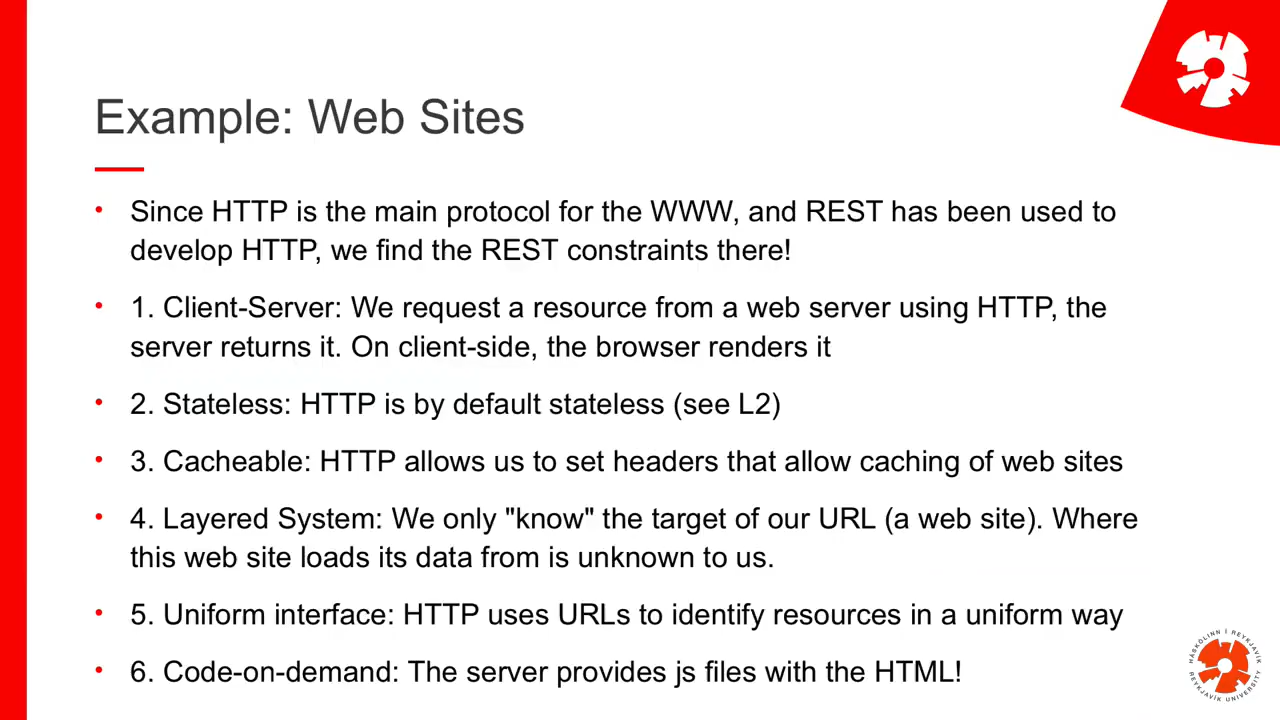 Example: Web Sites
• Since HTTP is the main protocol for the WWW, and REST has been used to
develop HTTP, we find the REST constraints there!
• 1. Client-Server: We request a resource from a web server using HTTP, the
server returns it. On client-side, the browser renders it
• 2. Stateless: HTTP is by default stateless (see L2)
• 3. Cacheable: HTTP allows us to set headers that allow caching of web sites
• 4. Layered System: We only "know" the target of our URL (a web site). Where
this web site loads its data from is unknown to us.
• 5. Uniform interface: HTTP uses URLs to identify resources in a uniform way
• 6. Code-on-demand: The server provides js files with the HTML!
HÁSKÓLINN Í REYKJAVÍK
REYKJAVÍK UNIVERSITY